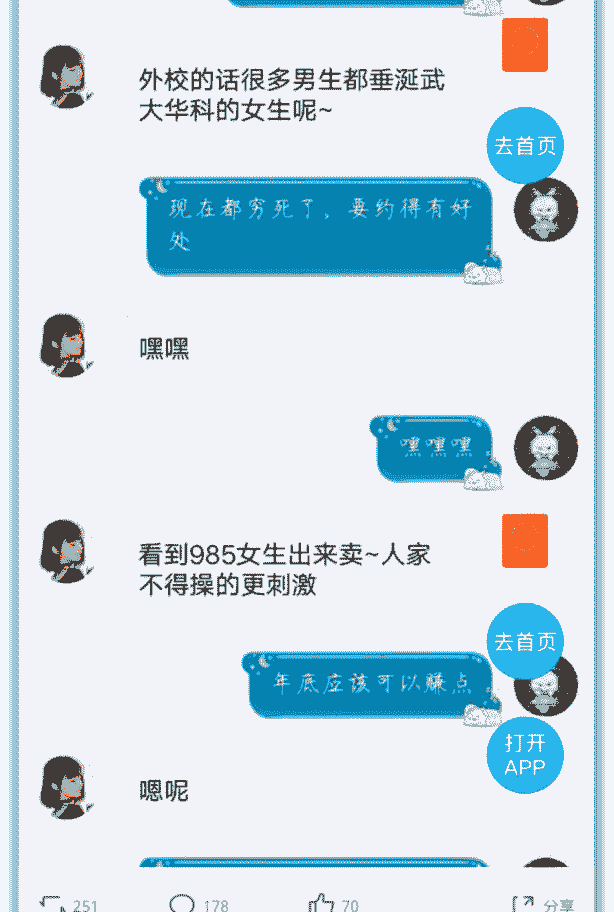 外校的话很多男生都垂涎武
大华科的女生呢~
去首页
现在都穷死了，要约得有好
处
嘿嘿
嘿嘿嘿
看到985女生出来卖~人家
不得操的更刺激
去首页
年底应该可以赚点
打开
APP
嗯呢
251
178
70
分享